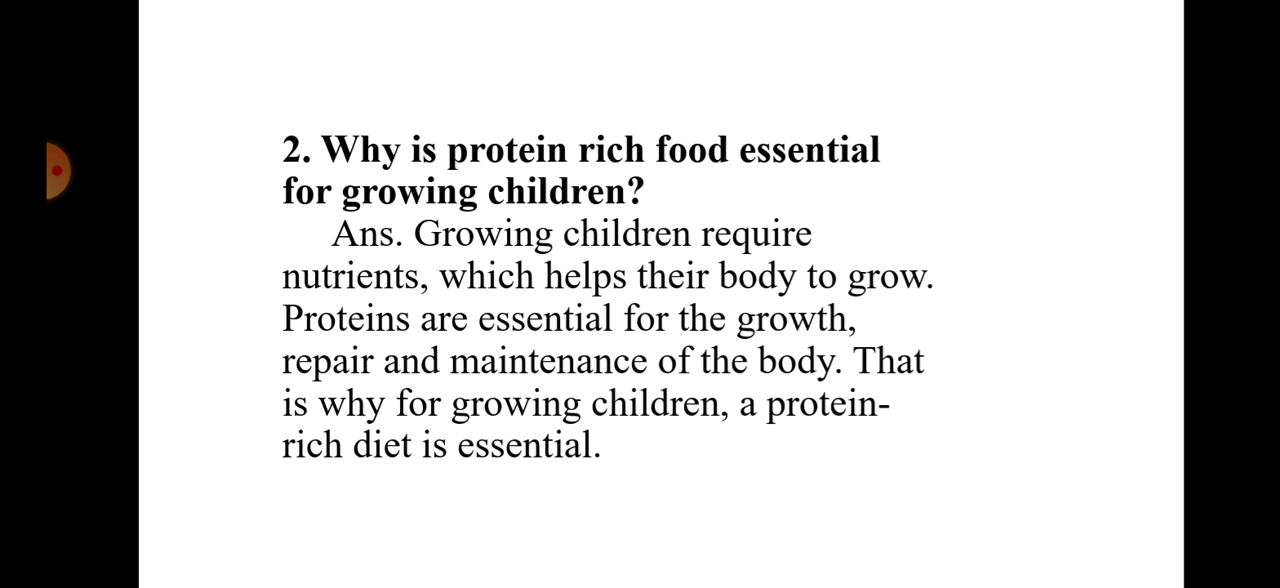 2. Why is protein rich food essential
for growing children?
Ans. Growing children require
nutrients, which helps their body to grow.
Proteins are essential for the growth,
repair and maintenance of the body. That
is why for growing children, a protein-
rich diet is essential.